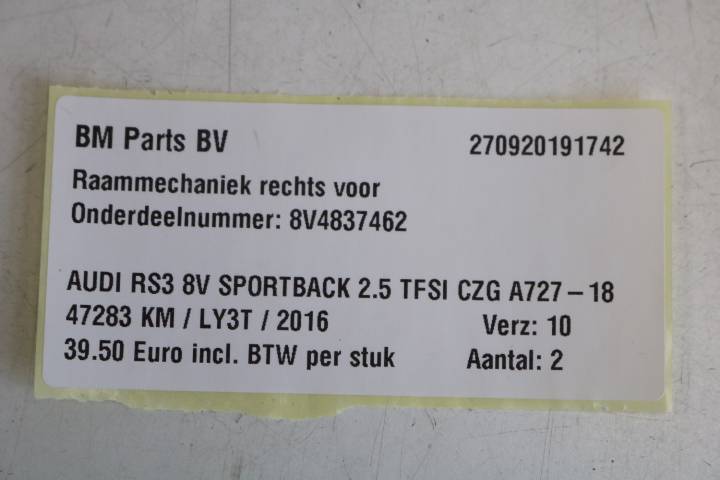 BM Parts BV 270920191742
Raammechaniek rechts voor
Onderdeelnummer: 8V4837462
AUDI RS3 8V SPORTBACK 2.5 TFSI CZG A727-18
47283 KM / LY3T / 2016 Verz: 10
39.50 Euro incl. BTW per stuk Aantal: 2